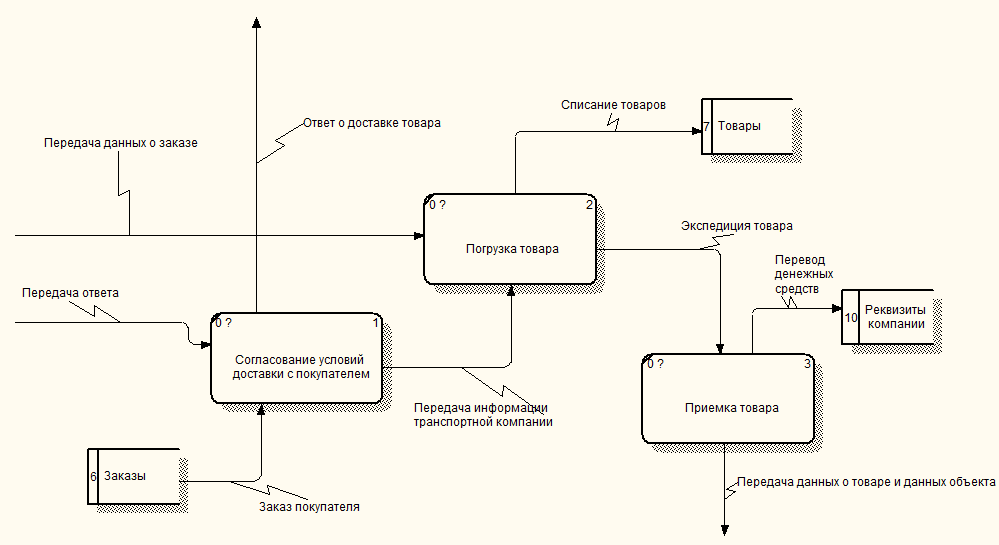 Списание товаров
Ответ о доставке товара
7 Товары
Передача данных о заказе
0 ?
2
Погрузка товара
Экспедиция товара
Перевод
денежных
средств
Передача ответа
10
Реквизиты
компании
0 ?
1
Согласование условий
доставки с покупателем
0 ?
3
Приемка товара
Передача информации
транспортной компании
6 Заказы
Передача данных о товаре и данных объекта
Заказ покупателя